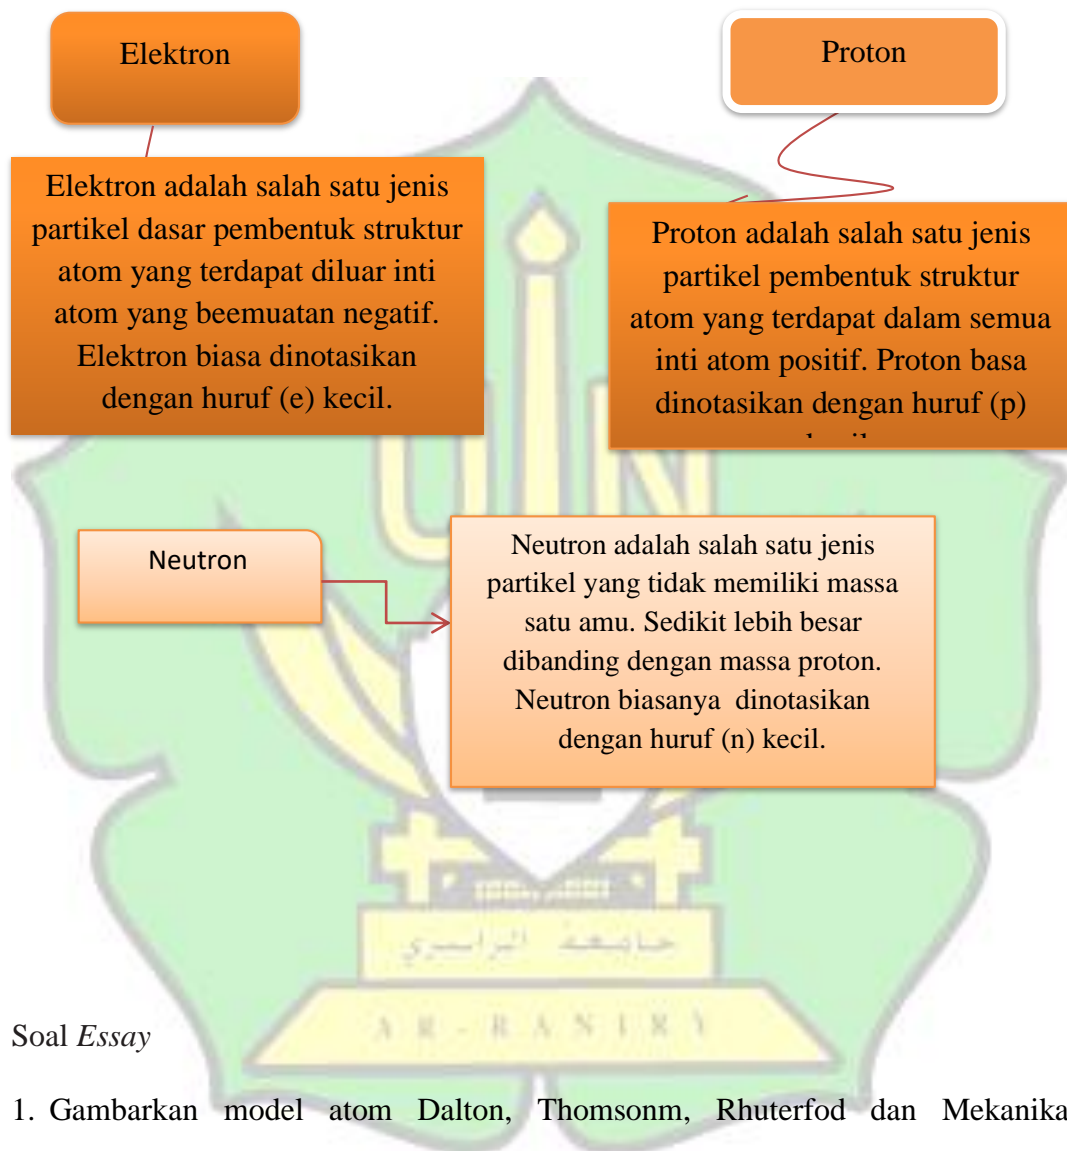 Elektron
Proton
Elektron adalah salah satu jenis
partikel dasar pembentuk struktur
atom yang terdapat diluar inti
atom yang beemuatan negatif.
Elektron biasa dinotasikan
dengan huruf (e) kecil.
Proton adalah salah satu jenis
partikel pembentuk struktur
atom yang terdapat dalam semua
inti atom positif. Proton basa
dinotasikan dengan huruf (p)
Neutron
Neutron adalah salah satu jenis
partikel yang tidak memiliki massa
satu amu. Sedikit lebih besar
dibanding dengan massa proton.
Neutron biasanya dinotasikan
dengan huruf (n) kecil.
AR-RANIRY
Soal Essay
1. Gambarkan model atom Dalton, Thomsonm, Rhuterfod dan Mekanika